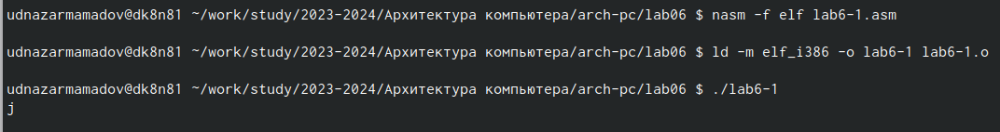 udnazarmamadov@dk8n81 ~/work/study/2023-2024/Архитектура компьютера/arch-pc/lab06 $ nasm -f elf lab6-1.asm
udnazarmamadov@dk8n81 ~/work/study/2023-2024/Архитектура компьютера/arch-pc/lab06 $ ld -m elf_i386 -o lab6-1 lab6-1.o
udnazarmamadov@dk8n81 ~/work/study/2023-2024/Архитектура компьютера/arch-pc/lab06 $ ./lab6-1
j